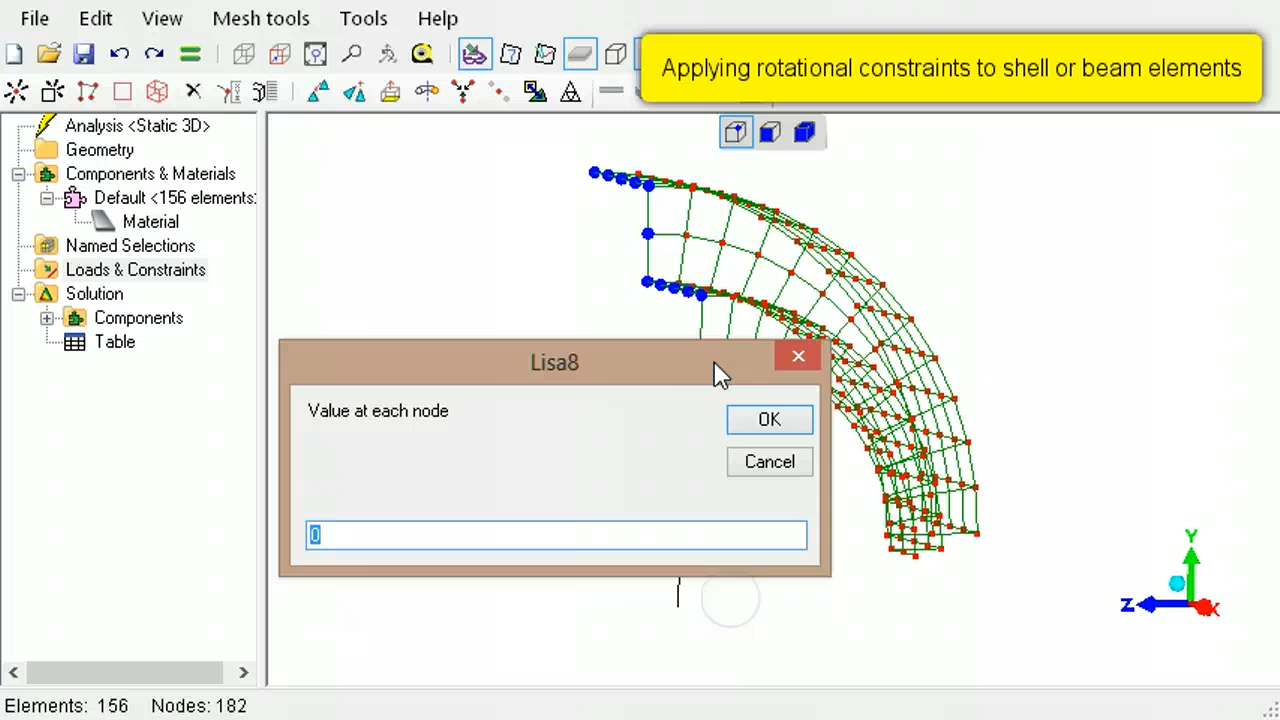 File Edit View Mesh tools Tools Help
Applying rotational constraints to shell or beam elements
Analysis <Static 3D>
Geometry
Components & Materials
Default <156 elements:
Material
Named Selections
Loads & Constraints
Solution
Components
Table
Lisa8
Value at each node
OK
Cancel
0
Y
Z
X
Elements: 156 Nodes: 182